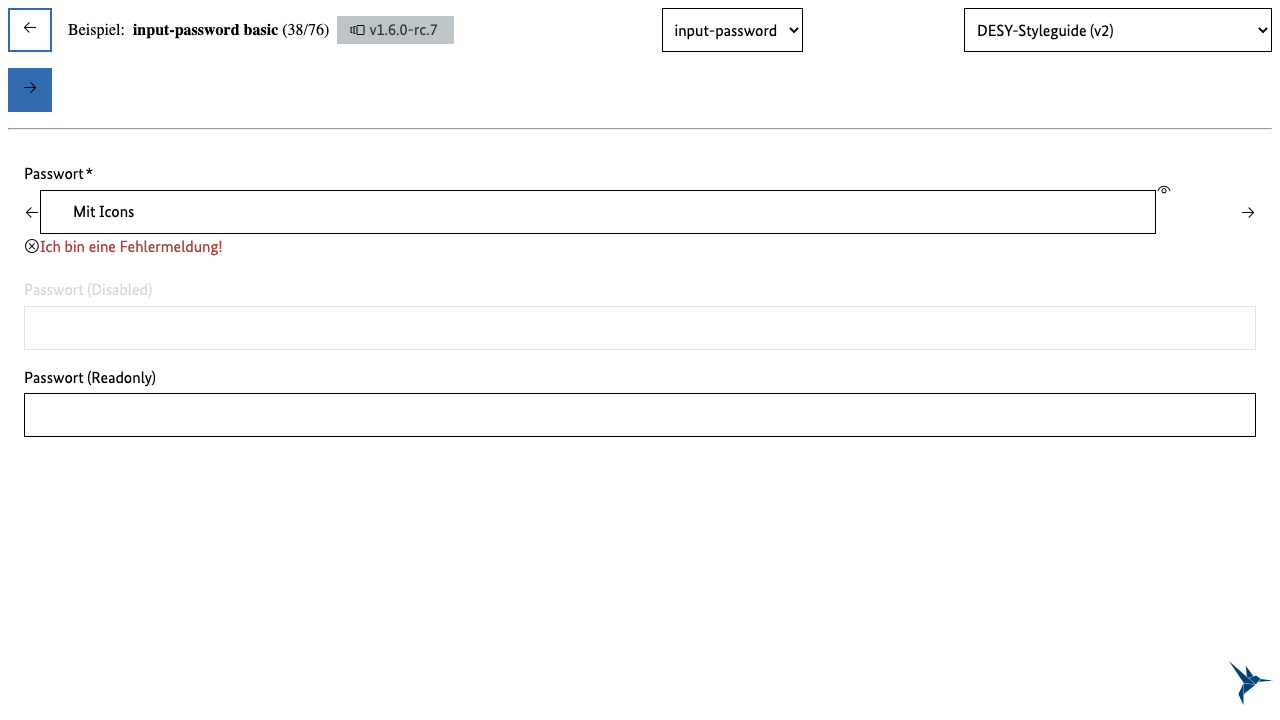 Beispiel: input-password basic (38/76) v1.6.0-rc.7 input-password DESY-Styleguide (v2)
Passwort*
Mit Icons
Ich bin eine Fehlermeldung!
Passwort (Disabled)
Passwort (Readonly)